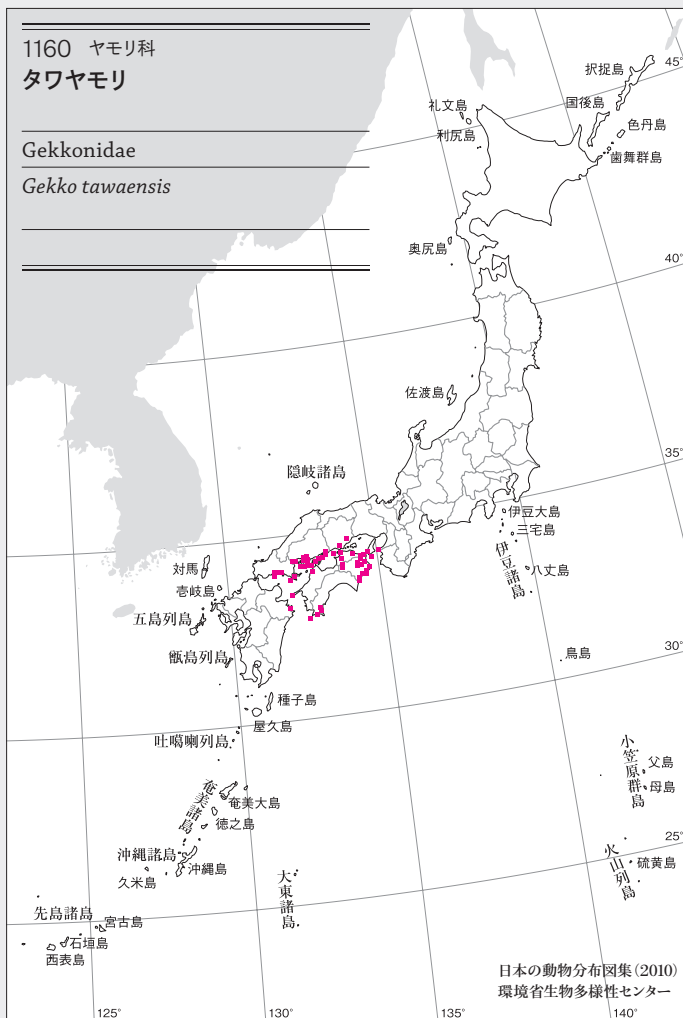 1160 ヤモリ科
タワヤモリ
Gekkonidae
Gekko tawaensis
択捉島
45°
国後島
礼文島
色丹島
利尻島
歯舞群島
奥尻島
40°
佐渡島
35°
隠岐諸島
伊豆大島
三宅島
伊豆諸島
八丈島
対馬
壱岐島
五島列島
甑島列島
鳥島
30°
種子島
屋久島
吐噶喇列島
小笠原群島
父島
母島
奄美諸島
奄美大島
徳之島
25°
沖縄諸島
沖縄島
久米島
火山列島
硫黄島
大東諸島
先島諸島
宮古島
石垣島
西表島
日本の動物分布図集(2010)
環境省生物多様性センター
125°
130°
135°
140°